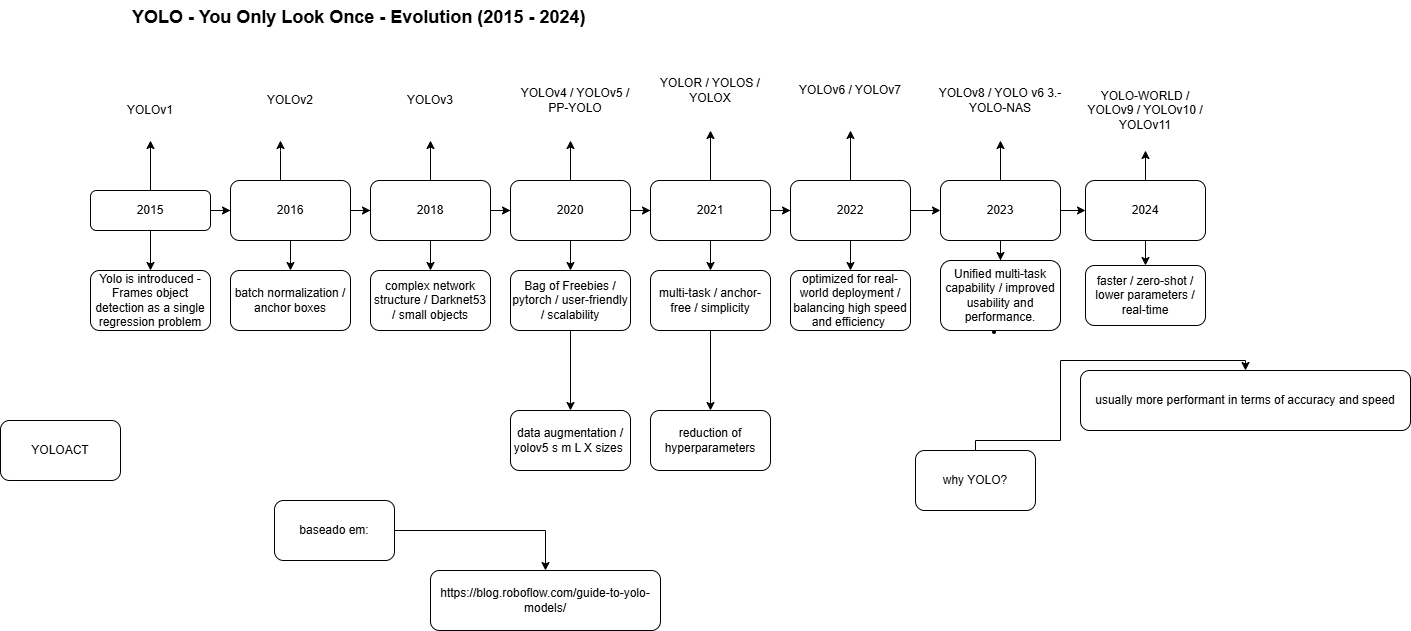 YOLO - You Only Look Once - Evolution (2015 - 2024)
YOLOv1
YOLOv2
YOLOv3
YOLOv4 / YOLOv5 /
PP-YOLO
YOLOR / YOLOS /
YOLOX
YOLOv6 / YOLOv7
YOLOv8 / YOLO v6 3.-
YOLO-NAS
YOLO-WORLD /
YOLOv9 / YOLOv10 /
YOLOv11
2015
2016
2018
2020
2021
2022
2023
2024
Yolo is introduced -
Frames object
detection as a single
regression problem
batch normalization /
anchor boxes
complex network
structure / Darknet53
/ small objects
Bag of Freebies /
pytorch / user-friendly
/ scalability
multi-task / anchor-
free / simplicity
optimized for real-
world deployment /
balancing high speed
and efficiency
Unified multi-task
capability / improved
usability and
performance.
faster / zero-shot /
lower parameters /
real-time
data augmentation /
yolov5 s m L X sizes
reduction of
hyperparameters
usually more performant in terms of accuracy and speed
YOLOACT
why YOLO?
baseado em:
https://blog.roboflow.com/guide-to-yolo-
models/